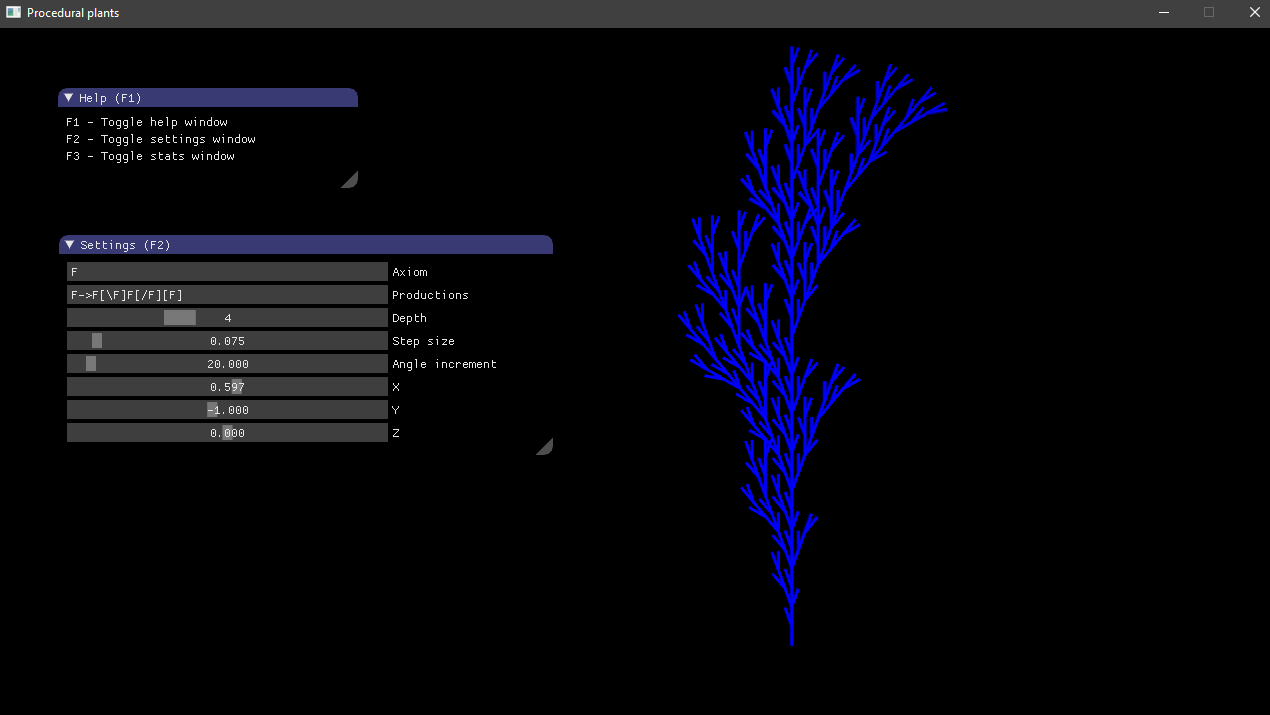 Procedural plants
Help (F1)
F1 - Toggle help window
F2 - Toggle settings window
F3 - Toggle stats window
Settings (F2)
F Axiom
F->F[\F]F[/F][F] Productions
4 Depth
0.075 Step size
20.000 Angle increment
0.597 X
-1.000 Y
0.000 Z